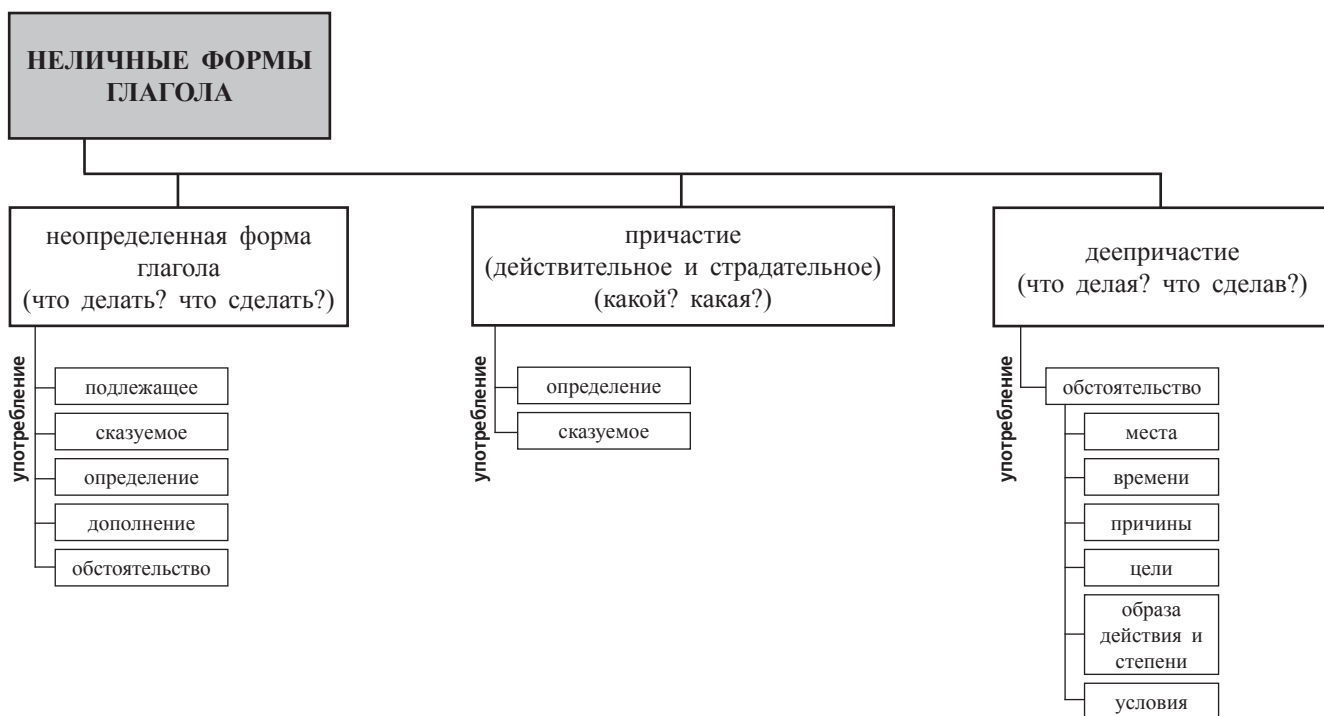 НЕЛИЧНЫЕ ФОРМЫ
ГЛАГОЛА
неопределенная форма
глагола
(что делать? что сделать?)
употребление
подлежащее
сказуемое
определение
дополнение
обстоятельство
причастие
(действительное и страдательное)
(какой? какая?)
употребление
определение
сказуемое
деепричастие
(что делая? что сделав?)
употребление
обстоятельство
места
времени
причины
цели
образа
действия и
степени
условия